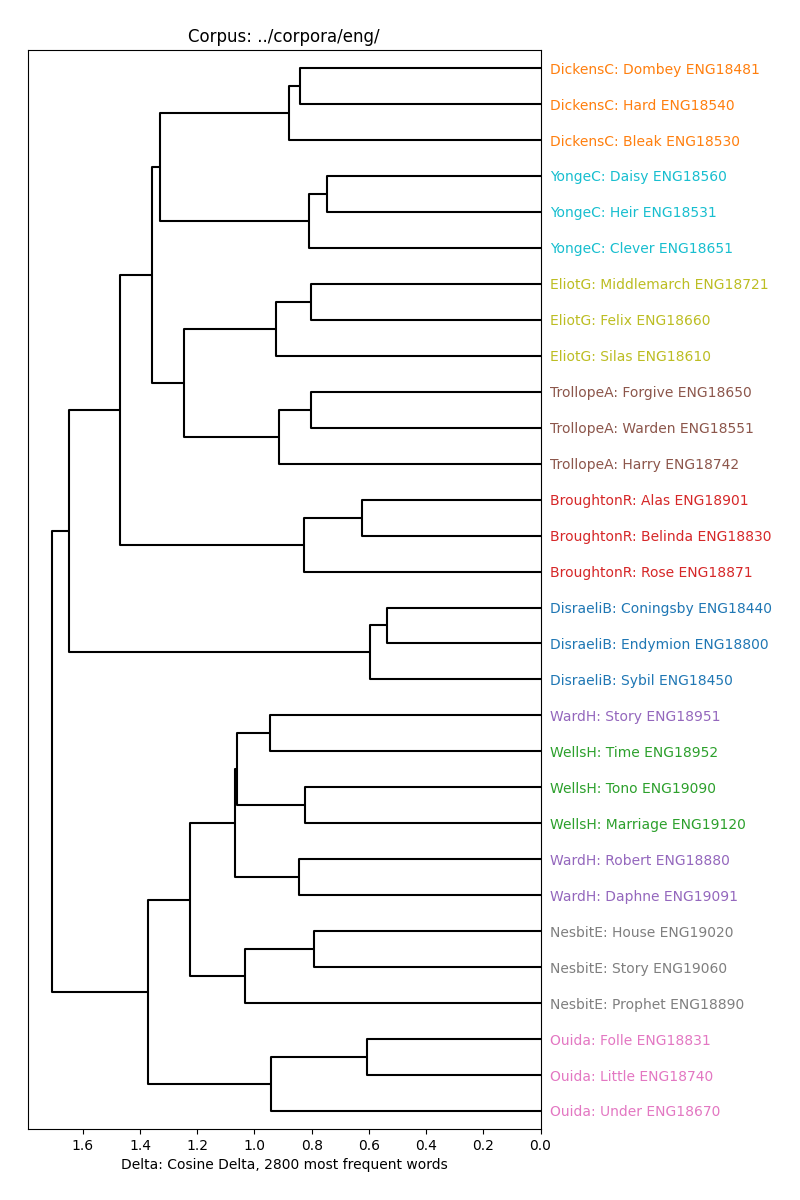 Corpus: ../corpora/eng/
DickensC: Dombey ENG18481
DickensC: Hard ENG18540
DickensC: Bleak ENG18530
YongeC: Daisy ENG18560
YongeC: Heir ENG18531
YongeC: Clever ENG18651
EliotG: Middlemarch ENG18721
EliotG: Felix ENG18660
EliotG: Silas ENG18610
TrollopeA: Forgive ENG18650
TrollopeA: Warden ENG18551
TrollopeA: Harry ENG18742
BroughtonR: Alas ENG18901
BroughtonR: Belinda ENG18830
BroughtonR: Rose ENG18871
DisraeliB: Coningsby ENG18440
DisraeliB: Endymion ENG18800
DisraeliB: Sybil ENG18450
WardH: Story ENG18951
WellsH: Time ENG18952
WellsH: Tono ENG19090
WellsH: Marriage ENG19120
WardH: Robert ENG18880
WardH: Daphne ENG19091
NesbitE: House ENG19020
NesbitE: Story ENG19060
NesbitE: Prophet ENG18890
Ouida: Folle ENG18831
Ouida: Little ENG18740
Ouida: Under ENG18670
1.6 1.4 1.2 1.0 0.8 0.6 0.4 0.2 0.0
Delta: Cosine Delta, 2800 most frequent words